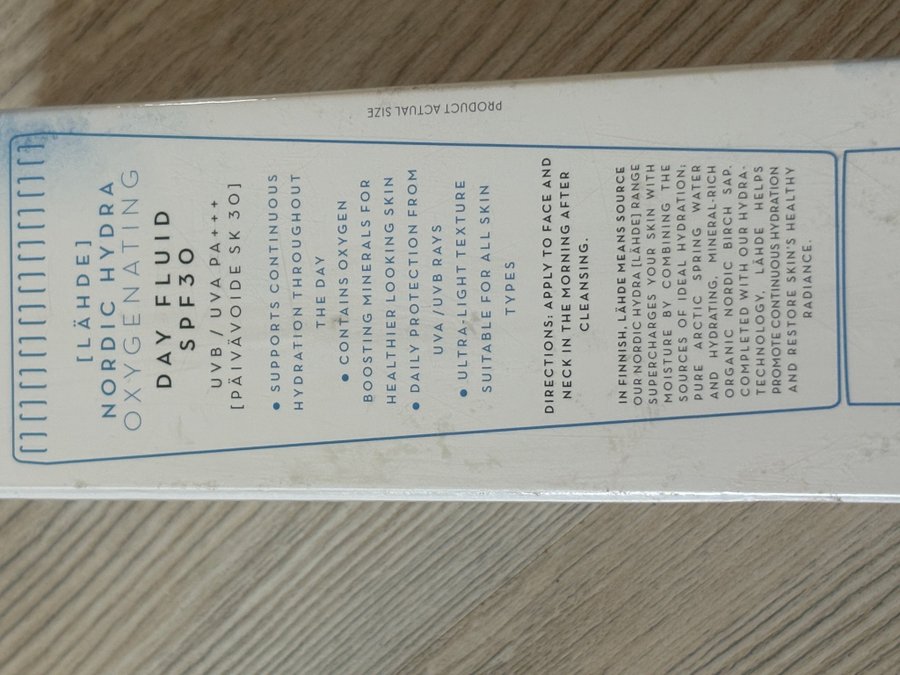 [LÄHDE]
NORDIC HYDRA
OXYGENATING
DAY FLUID
SPF30
UVB / UVA PA+++
[PÄIVÄVOIDE SK 30]
• SUPPORTS CONTINUOUS
HYDRATION THROUGHOUT
THE DAY
• CONTAINS OXYGEN
BOOSTING MINERALS FOR
HEALTHIER LOOKING SKIN
• DAILY PROTECTION FROM
UVA /UVB RAYS
• ULTRA-LIGHT TEXTURE
SUITABLE FOR ALL SKIN
TYPES
DIRECTIONS: APPLY TO FACE AND
NECK IN THE MORNING AFTER
CLEANSING.
IN FINNISH, LÄHDE MEANS SOURCE
OUR NORDIC HYDRA [LÄHDE] RANGE
SUPERCHARGES YOUR SKIN WITH
MOISTURE BY COMBINING THE
SOURCES OF IDEAL HYDRATION;
PURE ARCTIC SPRING WATER
AND HYDRATING, MINERAL-RICH
ORGANIC NORDIC BIRCH SAP.
COMPLETED WITH OUR HYDRA-
TECHNOLOGY, LÄHDE HELPS
PROMOTE CONTINUOUS HYDRATION
AND RESTORE SKIN'S HEALTHY
RADIANCE.
PRODUCT ACTUAL SIZE